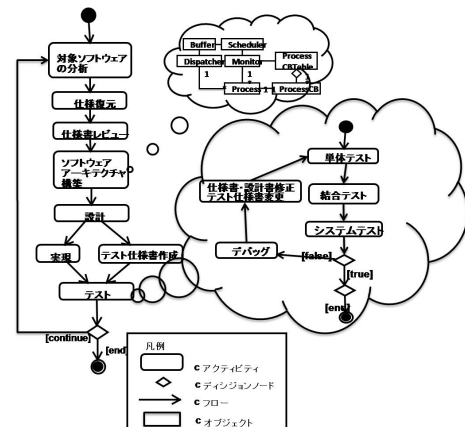 対象ソフトウェア
の分析
仕様復元
仕様書レビュー
ソフトウェア
アーキテクチャ
構築
設計
実現
テスト仕様書作成
テスト
[continue]
[end]
Buffer
Scheduler
Dispatcher
Monitor
Process
CBTable
1
1
*
Process
1
1
ProcessCB
単体テスト
結合テスト
システムテスト
[false]
[true]
[end]
デバッグ
仕様書・設計書修正
テスト仕様書変更
凡例
c アクティビティ
c ディシジョンノード
c フロー
c オブジェクト